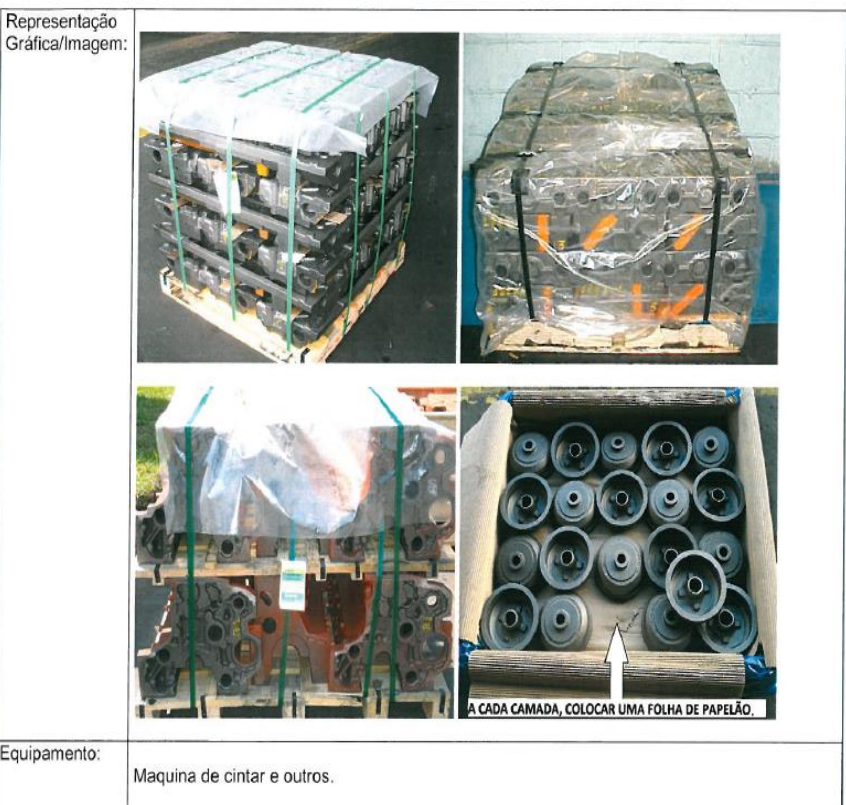 Representação
Gráfica/Imagem:
A CADA CAMADA, COLOCAR UMA FOLHA DE PAPELÃO.
Equipamento:
Maquina de cintar e outros.